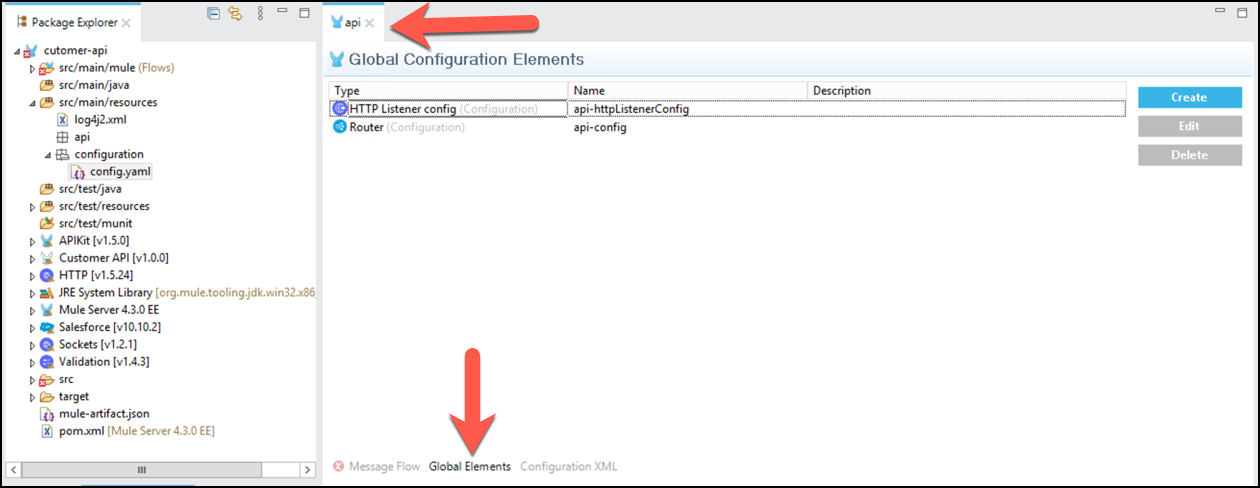 Package Explorer
cutomer-api
src/main/mule (Flows)
src/main/java
src/main/resources
log4j2.xml
api
configuration
config.yaml
src/test/java
src/test/resources
src/test/munit
APIKit [v1.5.0]
Customer API [v1.0.0]
HTTP [v1.5.24]
JRE System Library [org.mule.tooling.jdk.win32.x86_
Mule Server 4.3.0 EE
Salesforce [v10.10.2]
Sockets [v1.2.1]
Validation [v1.4.3]
src
target
mule-artifact.json
pom.xml [Mule Server 4.3.0 EE]
api
Global Configuration Elements
Type Name Description
HTTP Listener config (Configuration) api-httpListenerConfig
Router (Configuration) api-config
Create
Edit
Delete
Message Flow Global Elements Configuration XML